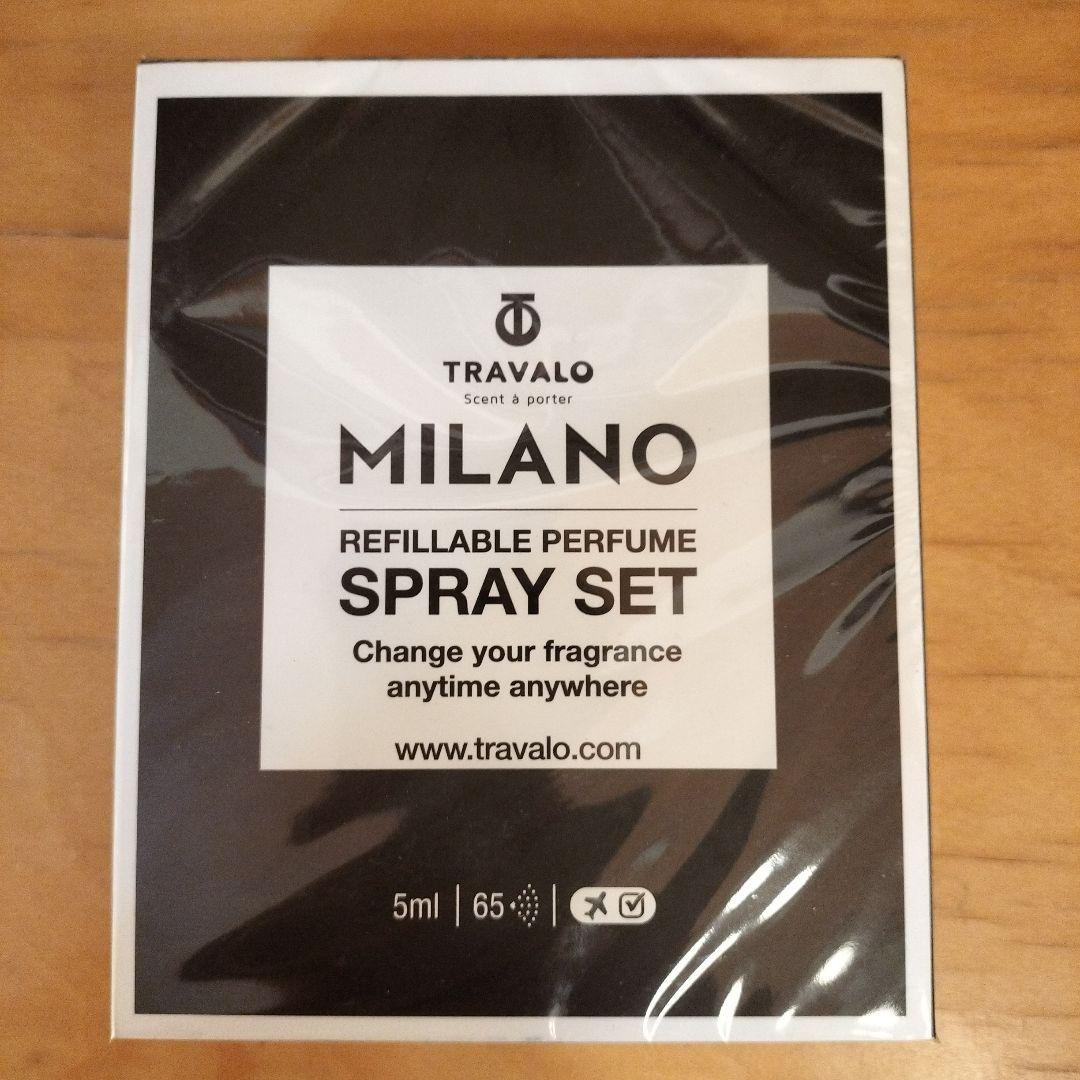 TRAVALO
Scent à porter
MILANO
REFILLABLE PERFUME
SPRAY SET
Change your fragrance
anytime anywhere
www.travalo.com
5ml | 65